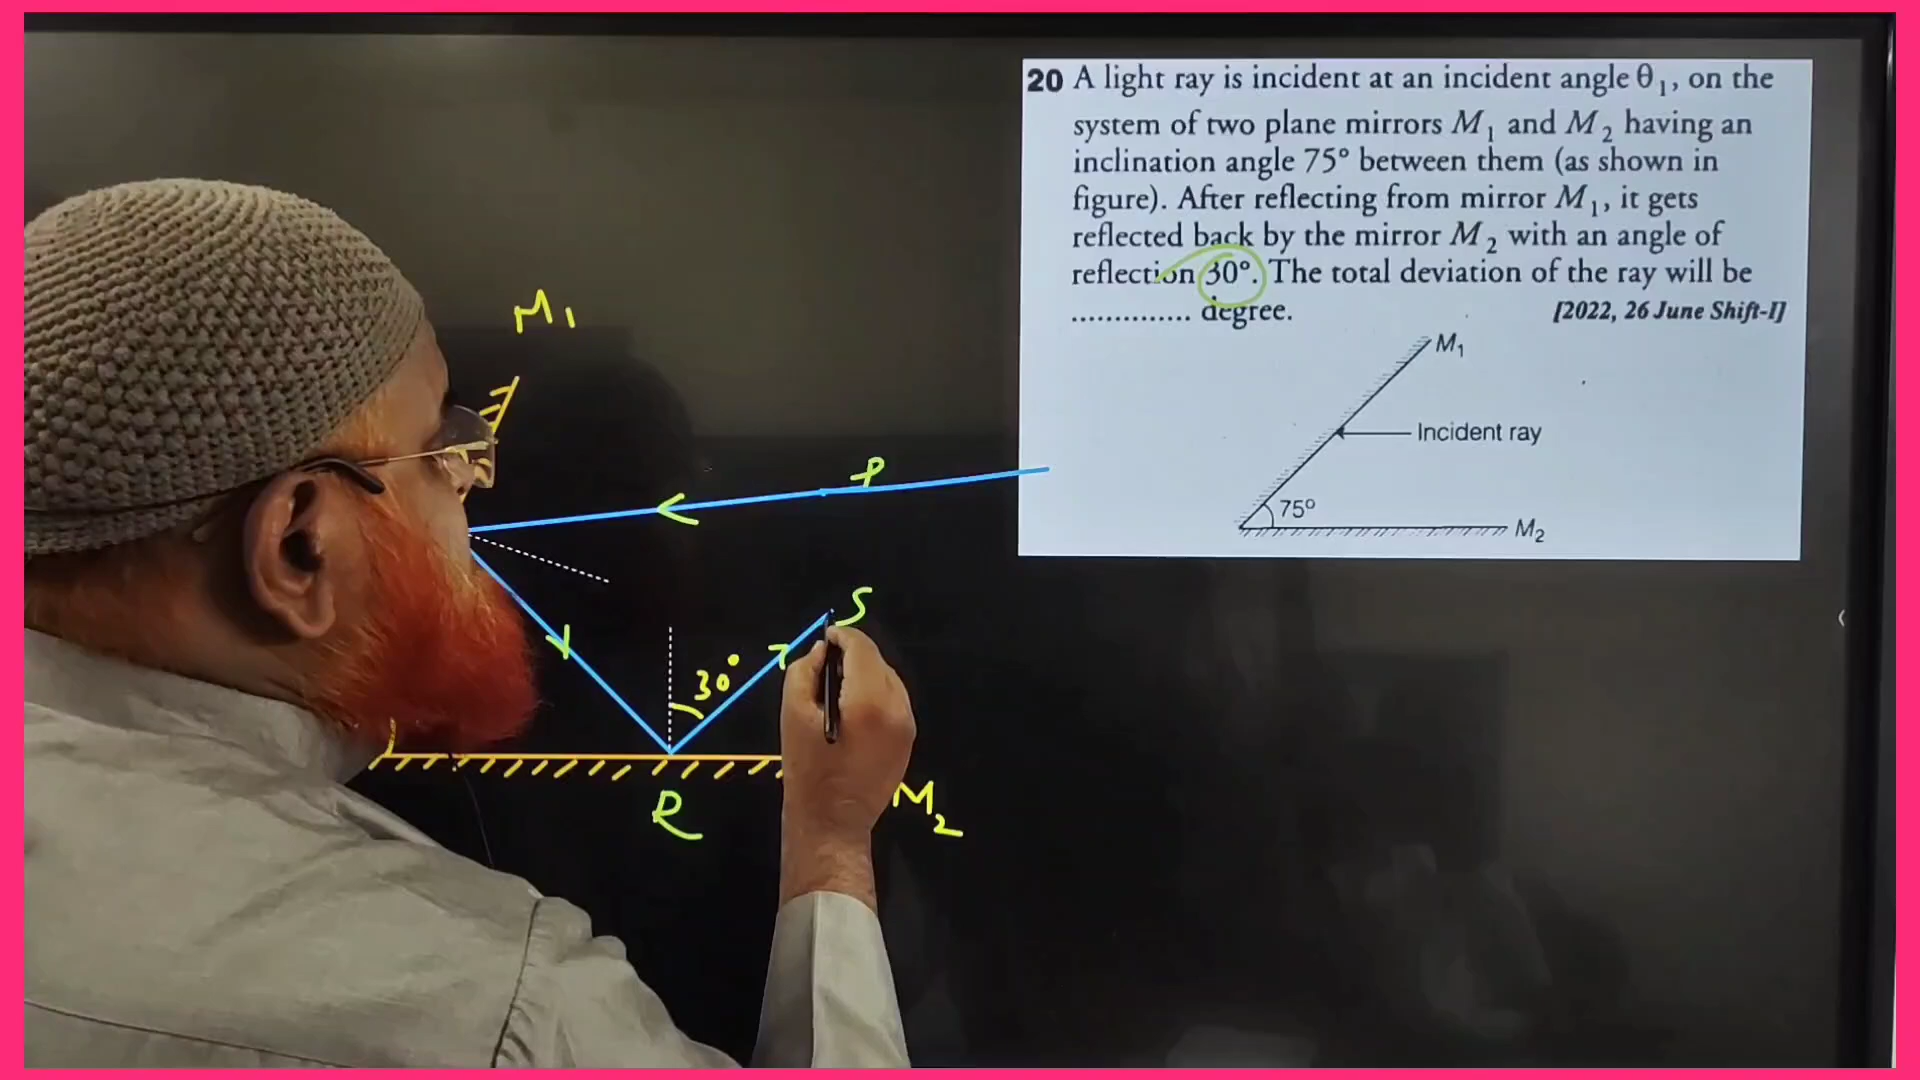 20 A light ray is incident at an incident angle θ₁, on the
system of two plane mirrors M₁ and M₂ having an
inclination angle 75° between them (as shown in
figure). After reflecting from mirror M₁, it gets
reflected back by the mirror M₂ with an angle of
reflection 30°. The total deviation of the ray will be
.............. degree. [2022, 26 June Shift-I]
M₁
Incident ray
75°
M₂
M₁
P
S
30°
R
M₂